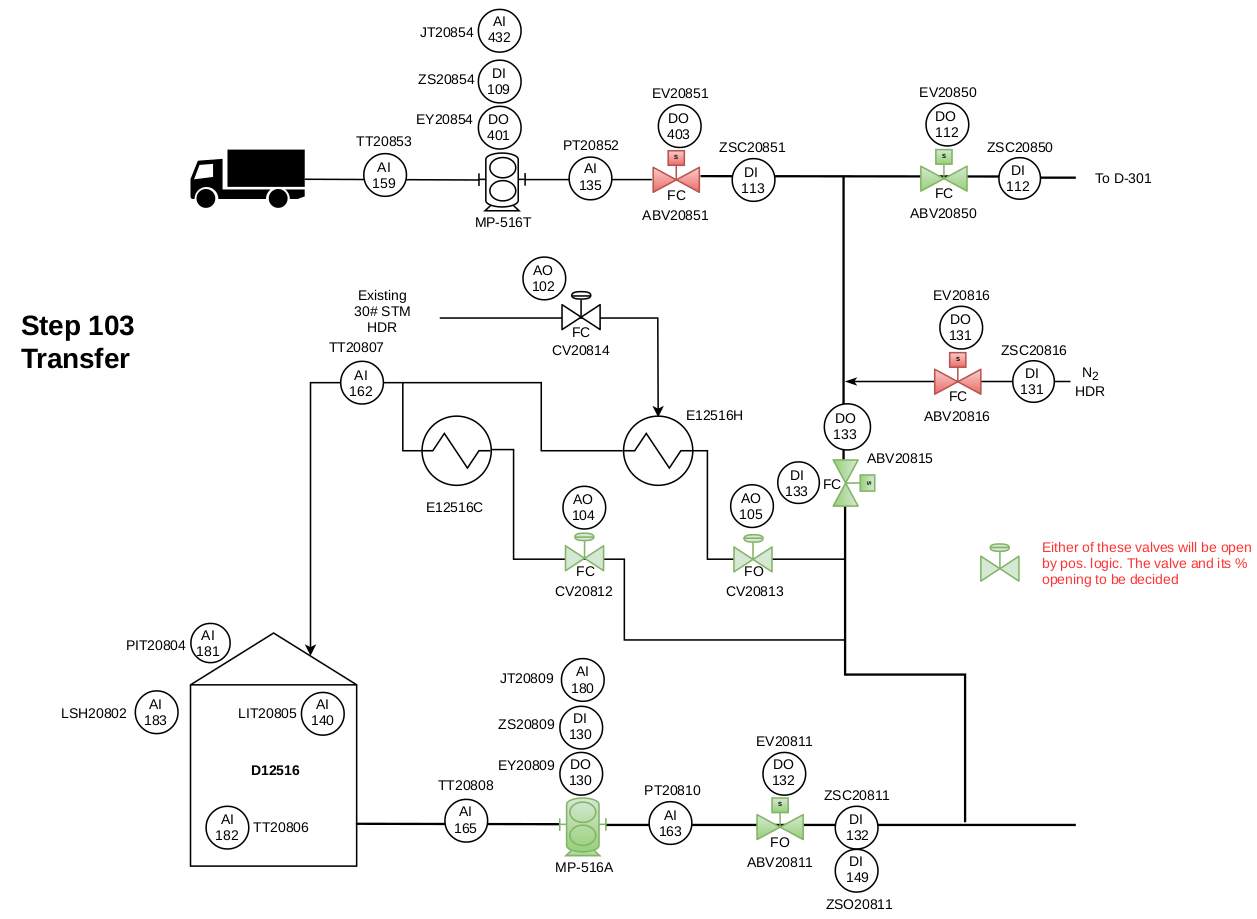 JT20854
AI
432
ZS20854
DI
109
EY20854
DO
401
TT20853
AI
159
MP-516T
PT20852
AI
135
EV20851
DO
403
S
FC
ABV20851
ZSC20851
DI
113
EV20850
DO
112
S
FC
ABV20850
ZSC20850
DI
112
To D-301
Step 103
Transfer
Existing
30# STM
HDR
AO
102
FC
CV20814
TT20807
AI
162
E12516C
E12516H
EV20816
DO
131
S
FC
ABV20816
ZSC20816
DI
131
N2
HDR
DO
133
ABV20815
DI
133
FC
S
AO
104
FC
CV20812
AO
105
FO
CV20813
Either of these valves will be open
by pos. logic. The valve and its %
opening to be decided
PIT20804
AI
181
LSH20802
AI
183
LIT20805
AI
140
D12516
AI
182
TT20806
TT20808
AI
165
JT20809
AI
180
ZS20809
DI
130
EY20809
DO
130
MP-516A
PT20810
AI
163
EV20811
DO
132
S
FO
ABV20811
ZSC20811
DI
132
DI
149
ZSO20811